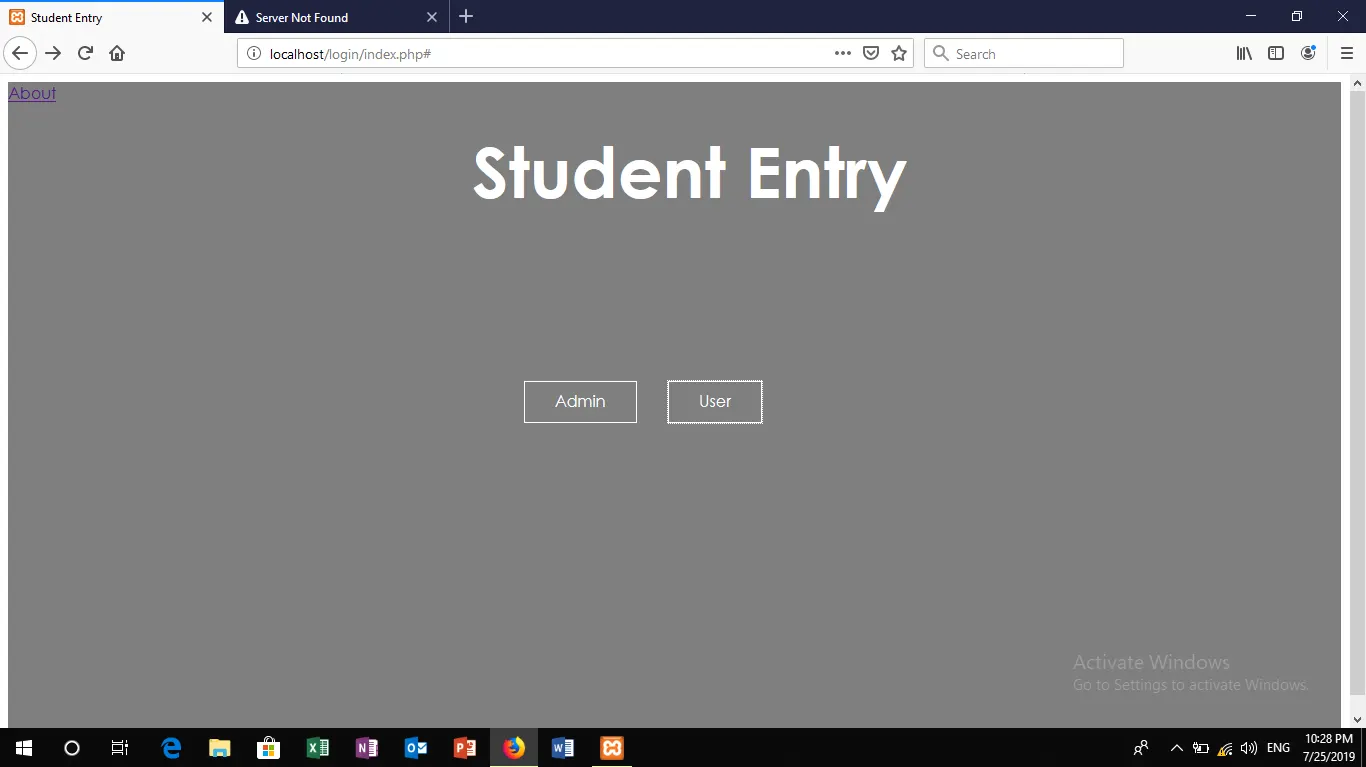 Student Entry
Server Not Found
localhost/login/index.php#
Search
About
Student Entry
Admin
User
Activate Windows
Go to Settings to activate Windows.
ENG
10:28 PM
7/25/2019